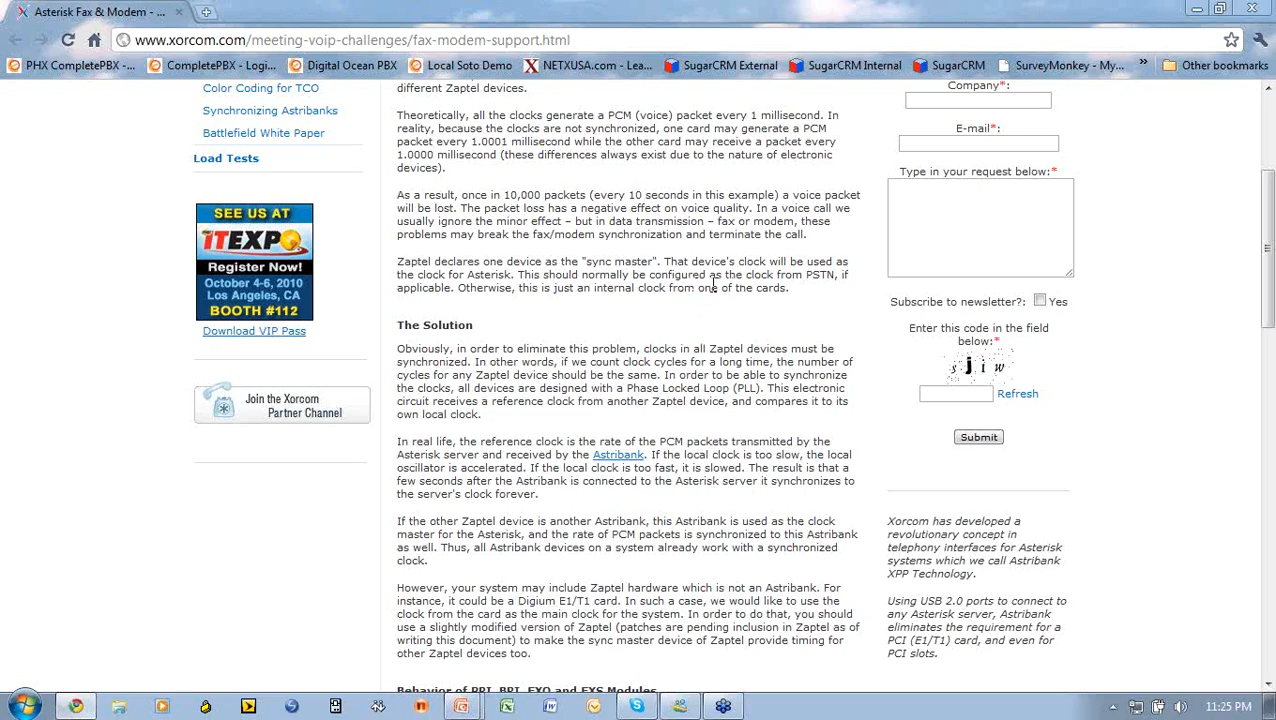 Asterisk Fax & Modem - ...
www.xorcom.com/meeting-voip-challenges/fax-modem-support.html
PHX CompletePBX -...
CompletePBX - Logi...
Digital Ocean PBX
Local Soto Demo
NETXUSA.com - Lea...
SugarCRM External
SugarCRM Internal
SugarCRM
SurveyMonkey - My...
Other bookmarks
Color Coding for TCO
Synchronizing Astribanks
Battlefield White Paper
Load Tests
SEE US AT
ITEXPO
Register Now!
October 4-6, 2010
Los Angeles, CA
BOOTH #112
Download VIP Pass
Join the Xorcom
Partner Channel
different Zaptel devices.
Theoretically, all the clocks generate a PCM (voice) packet every 1 millisecond. In
reality, because the clocks are not synchronized, one card may generate a PCM
packet every 1.0001 millisecond while the other card may receive a packet every
1.0000 millisecond (these differences always exist due to the nature of electronic
devices).
As a result, once in 10,000 packets (every 10 seconds in this example) a voice packet
will be lost. The packet loss has a negative effect on voice quality. In a voice call we
usually ignore the minor effect – but in data transmission – fax or modem, these
problems may break the fax/modem synchronization and terminate the call.
Zaptel declares one device as the "sync master". That device's clock will be used as
the clock for Asterisk. This should normally be configured as the clock from PSTN, if
applicable. Otherwise, this is just an internal clock from one of the cards.
The Solution
Obviously, in order to eliminate this problem, clocks in all Zaptel devices must be
synchronized. In other words, if we count clock cycles for a long time, the number of
cycles for any Zaptel device should be the same. In order to be able to synchronize
the clocks, all devices are designed with a Phase Locked Loop (PLL). This electronic
circuit receives a reference clock from another Zaptel device, and compares it to its
own local clock.
In real life, the reference clock is the rate of the PCM packets transmitted by the
Asterisk server and received by the Astribank. If the local clock is too slow, the local
oscillator is accelerated. If the local clock is too fast, it is slowed. The result is that a
few seconds after the Astribank is connected to the Asterisk server it synchronizes to
the server's clock forever.
If the other Zaptel device is another Astribank, this Astribank is used as the clock
master for the Asterisk, and the rate of PCM packets is synchronized to this Astribank
as well. Thus, all Astribank devices on a system already work with a synchronized
clock.
However, your system may include Zaptel hardware which is not an Astribank. For
instance, it could be a Digium E1/T1 card. In such a case, we would like to use the
clock from the card as the main clock for the system. In order to do that, you should
use a slightly modified version of Zaptel (patches are pending inclusion in Zaptel as of
writing this document) to make the sync master device of Zaptel provide timing for
other Zaptel devices too.
Behavior of PRI, BRI, FXO and FXS Modules
Company*:
E-mail*:
Type in your request below:*
Subscribe to newsletter?: Yes
Enter this code in the field
below:*
s j i w
Refresh
Submit
Xorcom has developed a
revolutionary concept in
telephony interfaces for Asterisk
systems which we call Astribank
XPP Technology.
Using USB 2.0 ports to connect to
any Asterisk server, Astribank
eliminates the requirement for a
PCI (E1/T1) card, and even for
PCI slots.
11:25 PM